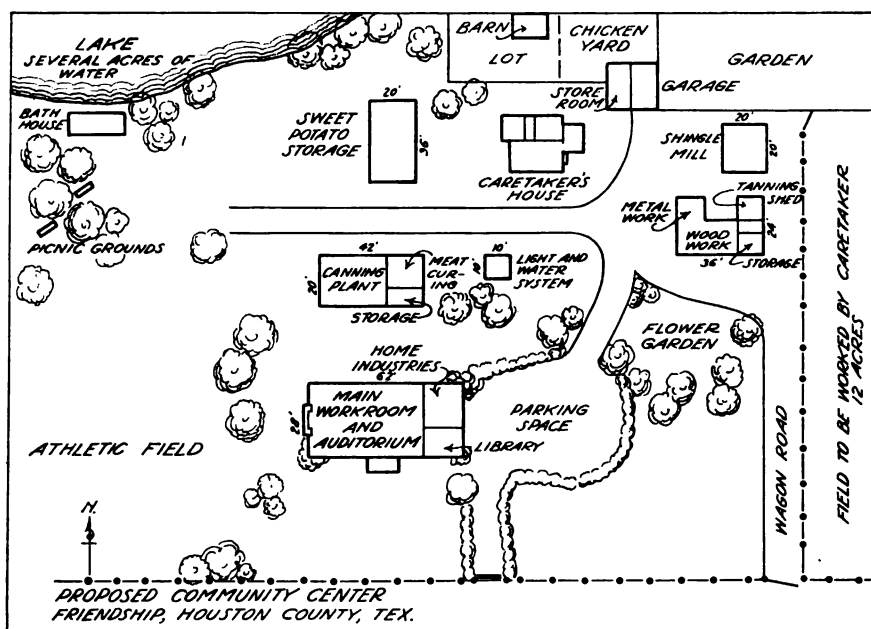 LAKE
SEVERAL ACRES OF
WATER
BARN
LOT
CHICKEN
YARD
GARDEN
GARAGE
STORE
ROOM
BATH
HOUSE
20'
SWEET
POTATO
STORAGE
36'
CARETAKER'S
HOUSE
20'
SHINGLE
MILL
20'
TANNING
SHED
METAL
WORK
WOOD
WORK
24'
36'
STORAGE
PICNIC GROUNDS
42'
CANNING
PLANT
20'
MEAT
CUR-
ING
STORAGE
10'
10'
LIGHT AND
WATER
SYSTEM
FLOWER
GARDEN
HOME
INDUSTRIES
62'
MAIN
WORKROOM
AND
AUDITORIUM
28'
LIBRARY
PARKING
SPACE
ATHLETIC FIELD
WAGON ROAD
FIELD TO BE WORKED BY CARETAKER
12 ACRES
N.
PROPOSED COMMUNITY CENTER
FRIENDSHIP, HOUSTON COUNTY, TEX.